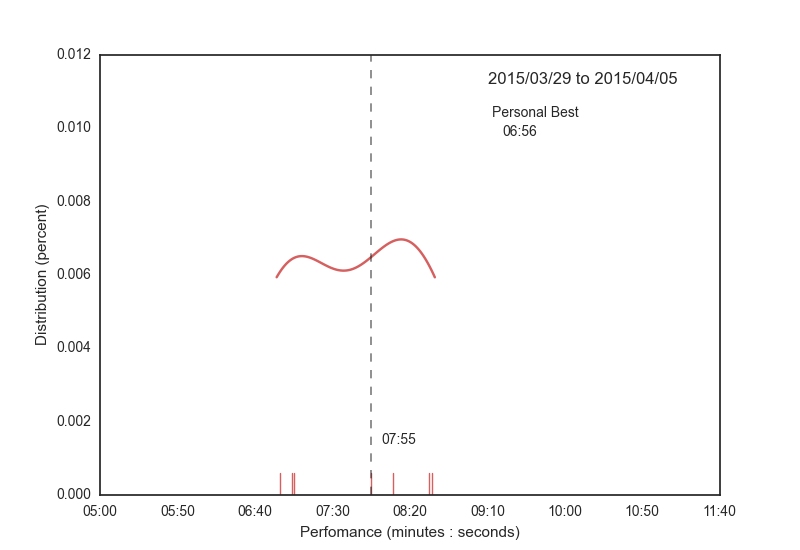 0.012
2015/03/29 to 2015/04/05
Personal Best
06:56
0.010
0.008
0.006
0.004
0.002
0.000
Distribution (percent)
07:55
05:00 05:50 06:40 07:30 08:20 09:10 10:00 10:50 11:40
Perfomance (minutes : seconds)